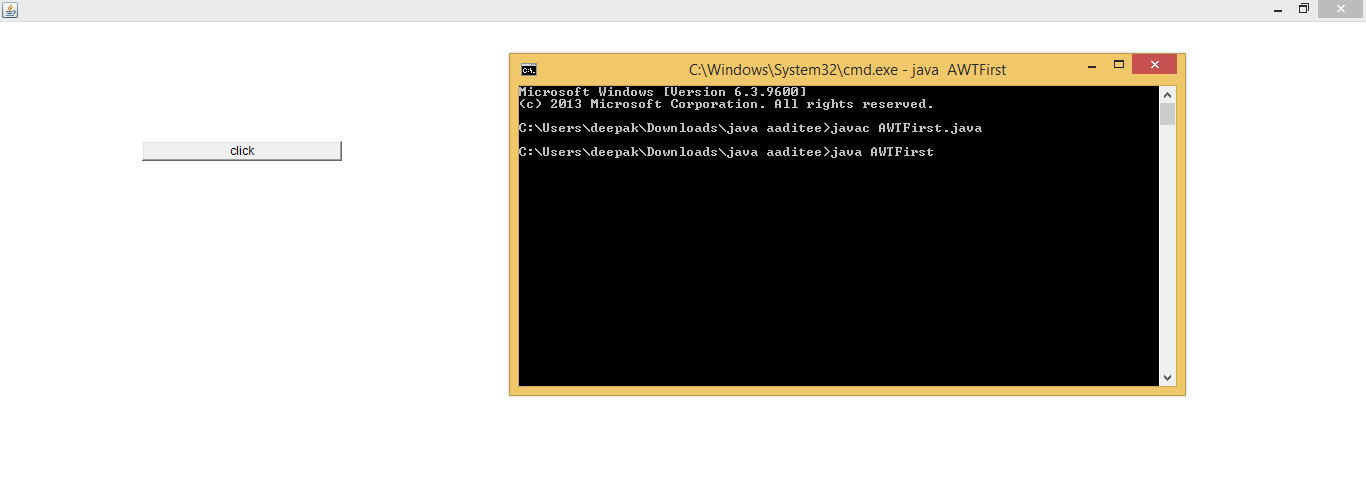 click
C:\Windows\System32\cmd.exe - java  AWTFirst
Microsoft Windows [Version 6.3.9600]
(c) 2013 Microsoft Corporation. All rights reserved.
C:\Users\deepak\Downloads\java aaditee>javac AWTFirst.java
C:\Users\deepak\Downloads\java aaditee>java AWTFirst